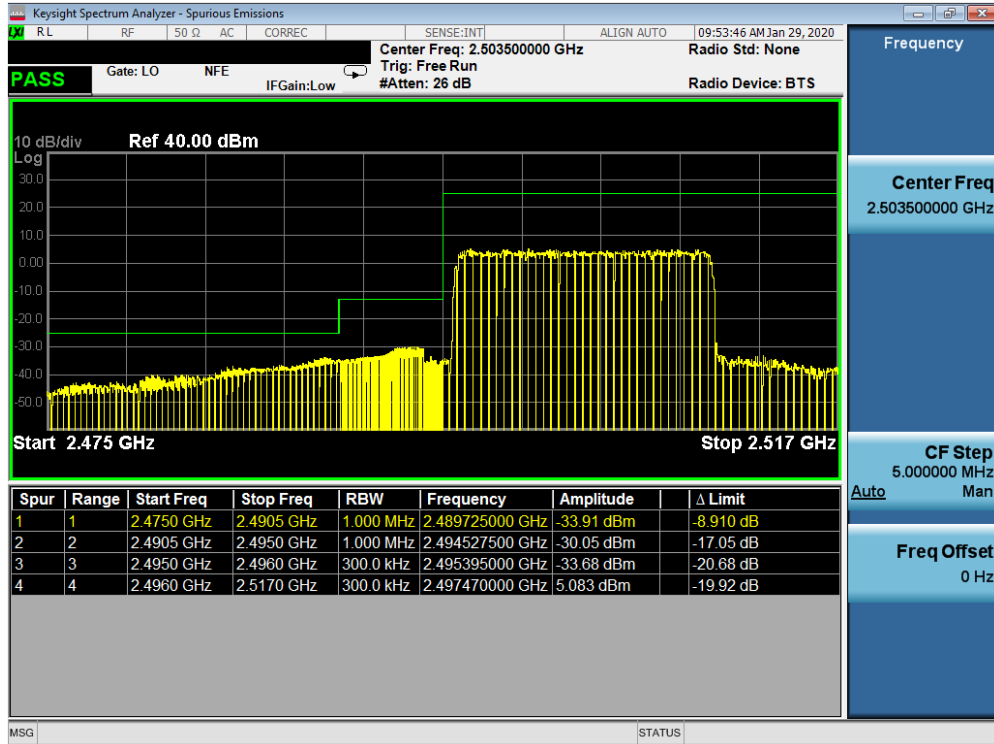 Keysight Spectrum Analyzer - Spurious Emissions
LXI RL RF 50 Ω AC CORREC SENSE:INT ALIGN AUTO 09:53:46 AM Jan 29, 2020
Center Freq: 2.503500000 GHz Radio Std: None
Trig: Free Run
PASS Gate: LO NFE
IFGain:Low #Atten: 26 dB Radio Device: BTS
Frequency
10 dB/div Ref 40.00 dBm
Log
30.0
20.0
10.0
0.00
-10.0
-20.0
-30.0
-40.0
-50.0
Start 2.475 GHz Stop 2.517 GHz
Center Freq
2.503500000 GHz
CF Step
5.000000 MHz
Auto Man
Freq Offset
0 Hz
Spur Range Start Freq Stop Freq RBW Frequency Amplitude Δ Limit
1 1 2.4750 GHz 2.4905 GHz 1.000 MHz 2.489725000 GHz -33.91 dBm -8.910 dB
2 2 2.4905 GHz 2.4950 GHz 1.000 MHz 2.494527500 GHz -30.05 dBm -17.05 dB
3 3 2.4950 GHz 2.4960 GHz 300.0 kHz 2.495395000 GHz -33.68 dBm -20.68 dB
4 4 2.4960 GHz 2.5170 GHz 300.0 kHz 2.497470000 GHz 5.083 dBm -19.92 dB
MSG STATUS